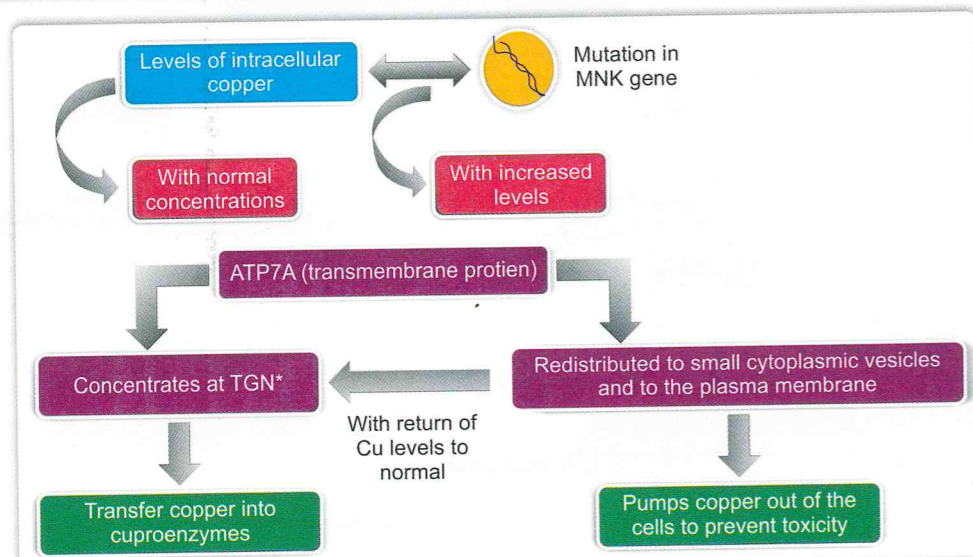 Levels of intracellular
copper
Mutation in
MNK gene
With normal
concentrations
With increased
levels
ATP7A (transmembrane protien)
Concentrates at TGN*
Redistributed to small cytoplasmic vesicles
and to the plasma membrane
With return of
Cu levels to
normal
Transfer copper into
cuproenzymes
Pumps copper out of the
cells to prevent toxicity